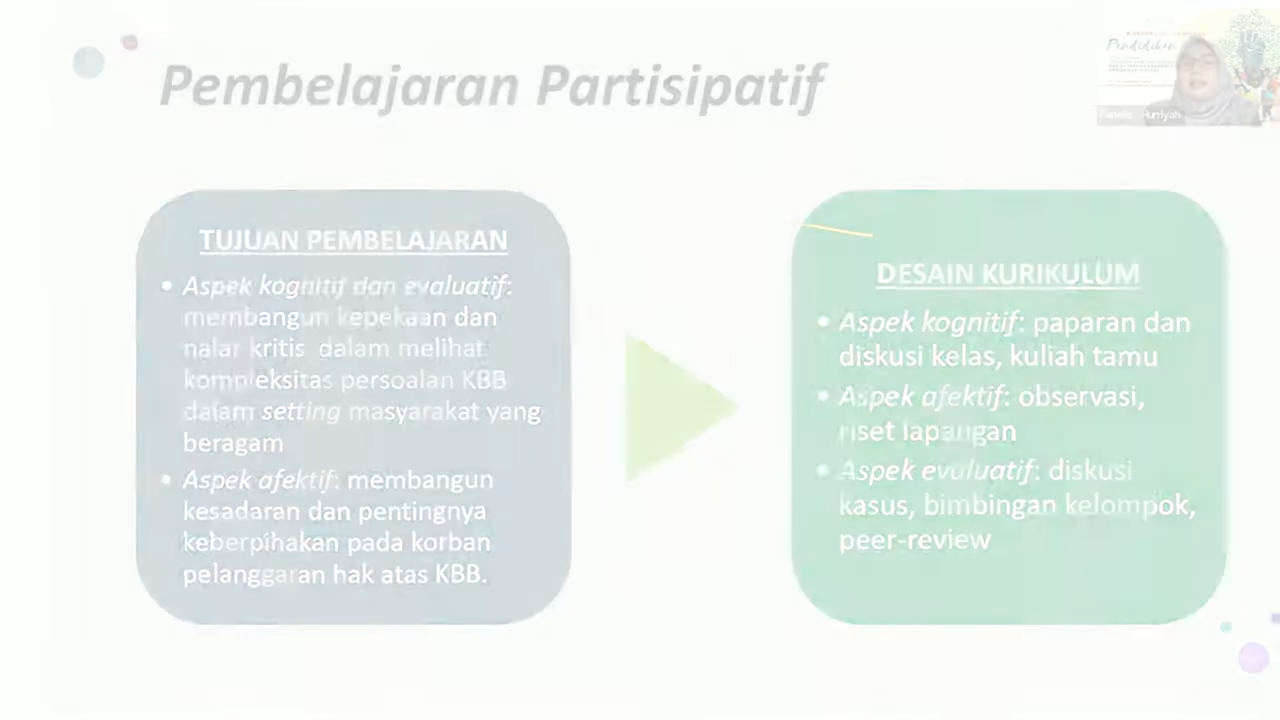 Pembelajaran Partisipatif
Pendidikan
Hurriyah
TUJUAN PEMBELAJARAN
• Aspek kognitif dan evaluatif:
membangun kepekaan dan
nalar kritis dalam melihat
kompleksitas persoalan KBB
dalam setting masyarakat yang
beragam
• Aspek afektif: membangun
kesadaran dan pentingnya
keberpihakan pada korban
pelanggaran hak atas KBB.
DESAIN KURIKULUM
• Aspek kognitif: paparan dan
diskusi kelas, kuliah tamu
• Aspek afektif: observasi,
riset lapangan
• Aspek evaluatif: diskusi
kasus, bimbingan kelompok,
peer-review